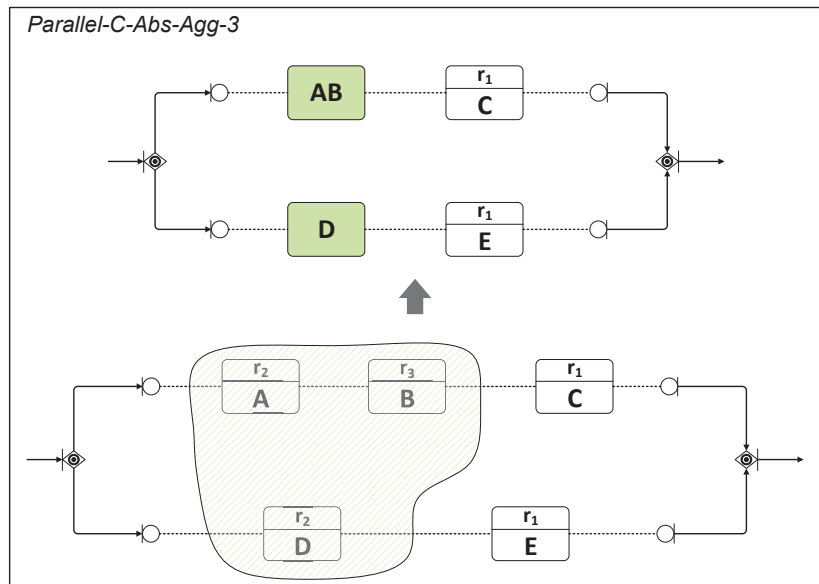 Parallel-C-Abs-Agg-3
r₁
AB
C
r₁
D
E
r₂
r₃
r₁
A
B
C
r₂
r₁
D
E